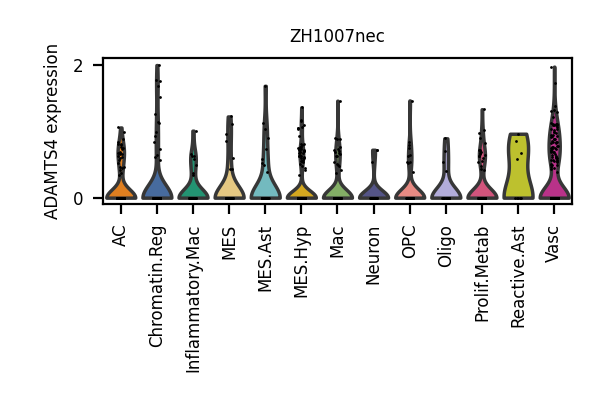 ZH1007nec
ADAMTS4 expression
2
0
AC
Chromatin.Reg
Inflammatory.Mac
MES
MES.Ast
MES.Hyp
Mac
Neuron
OPC
Oligo
Prolif.Metab
Reactive.Ast
Vasc